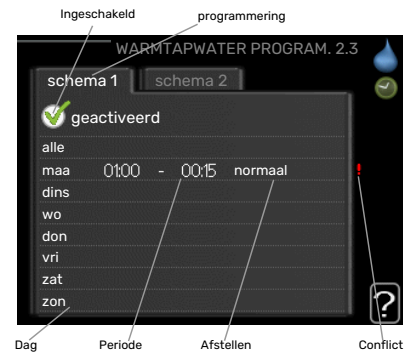 Ingeschakeld
programmering
WARMTAPWATER PROGRAM. 2.3
schema 1
schema 2
geactiveerd
alle
maa 01:00 - 00:15 normaal !
dins
wo
don
vri
zat
zon
?
Dag
Periode
Afstellen
Conflict